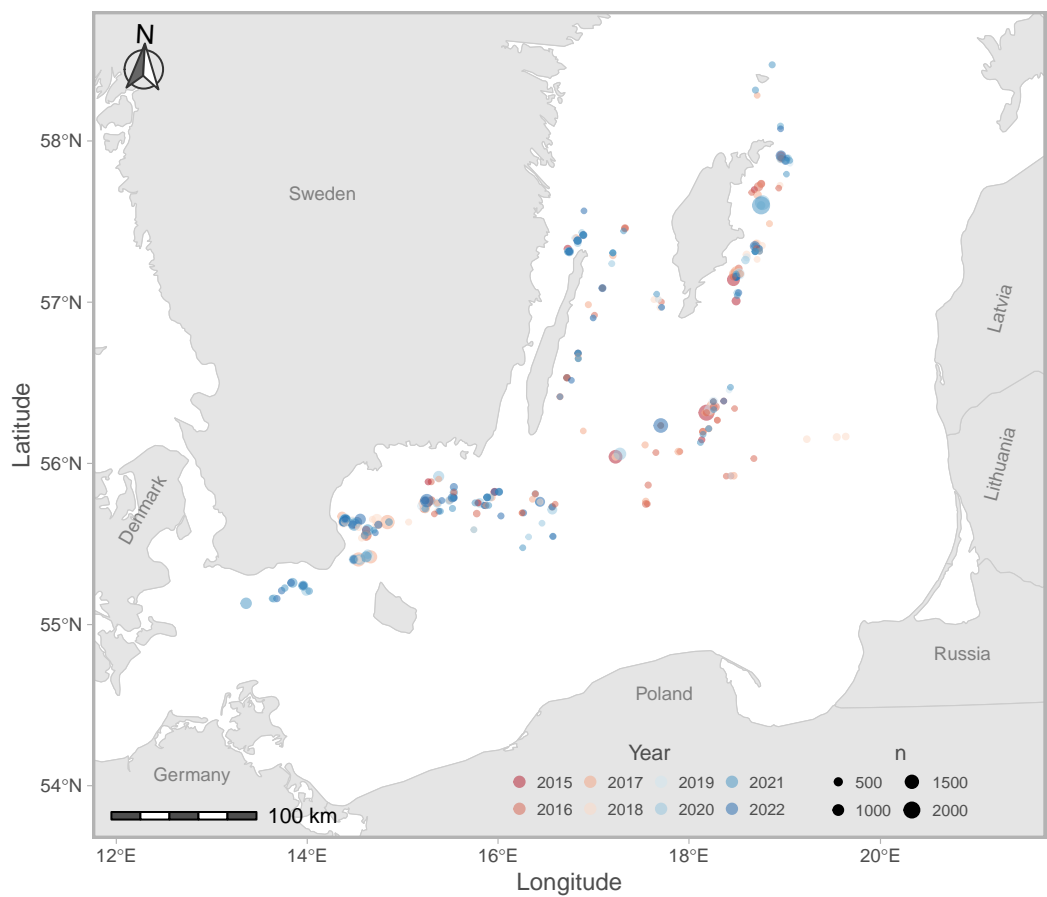 N
58°N
Sweden
57°N
Latvia
Latitude
56°N
Lithuania
Denmark
55°N
Russia
Poland
Year
n
Germany
54°N
2015 2017 2019 2021 500 1500
2016 2018 2020 2022 1000 2000
100 km
12°E 14°E 16°E 18°E 20°E
Longitude